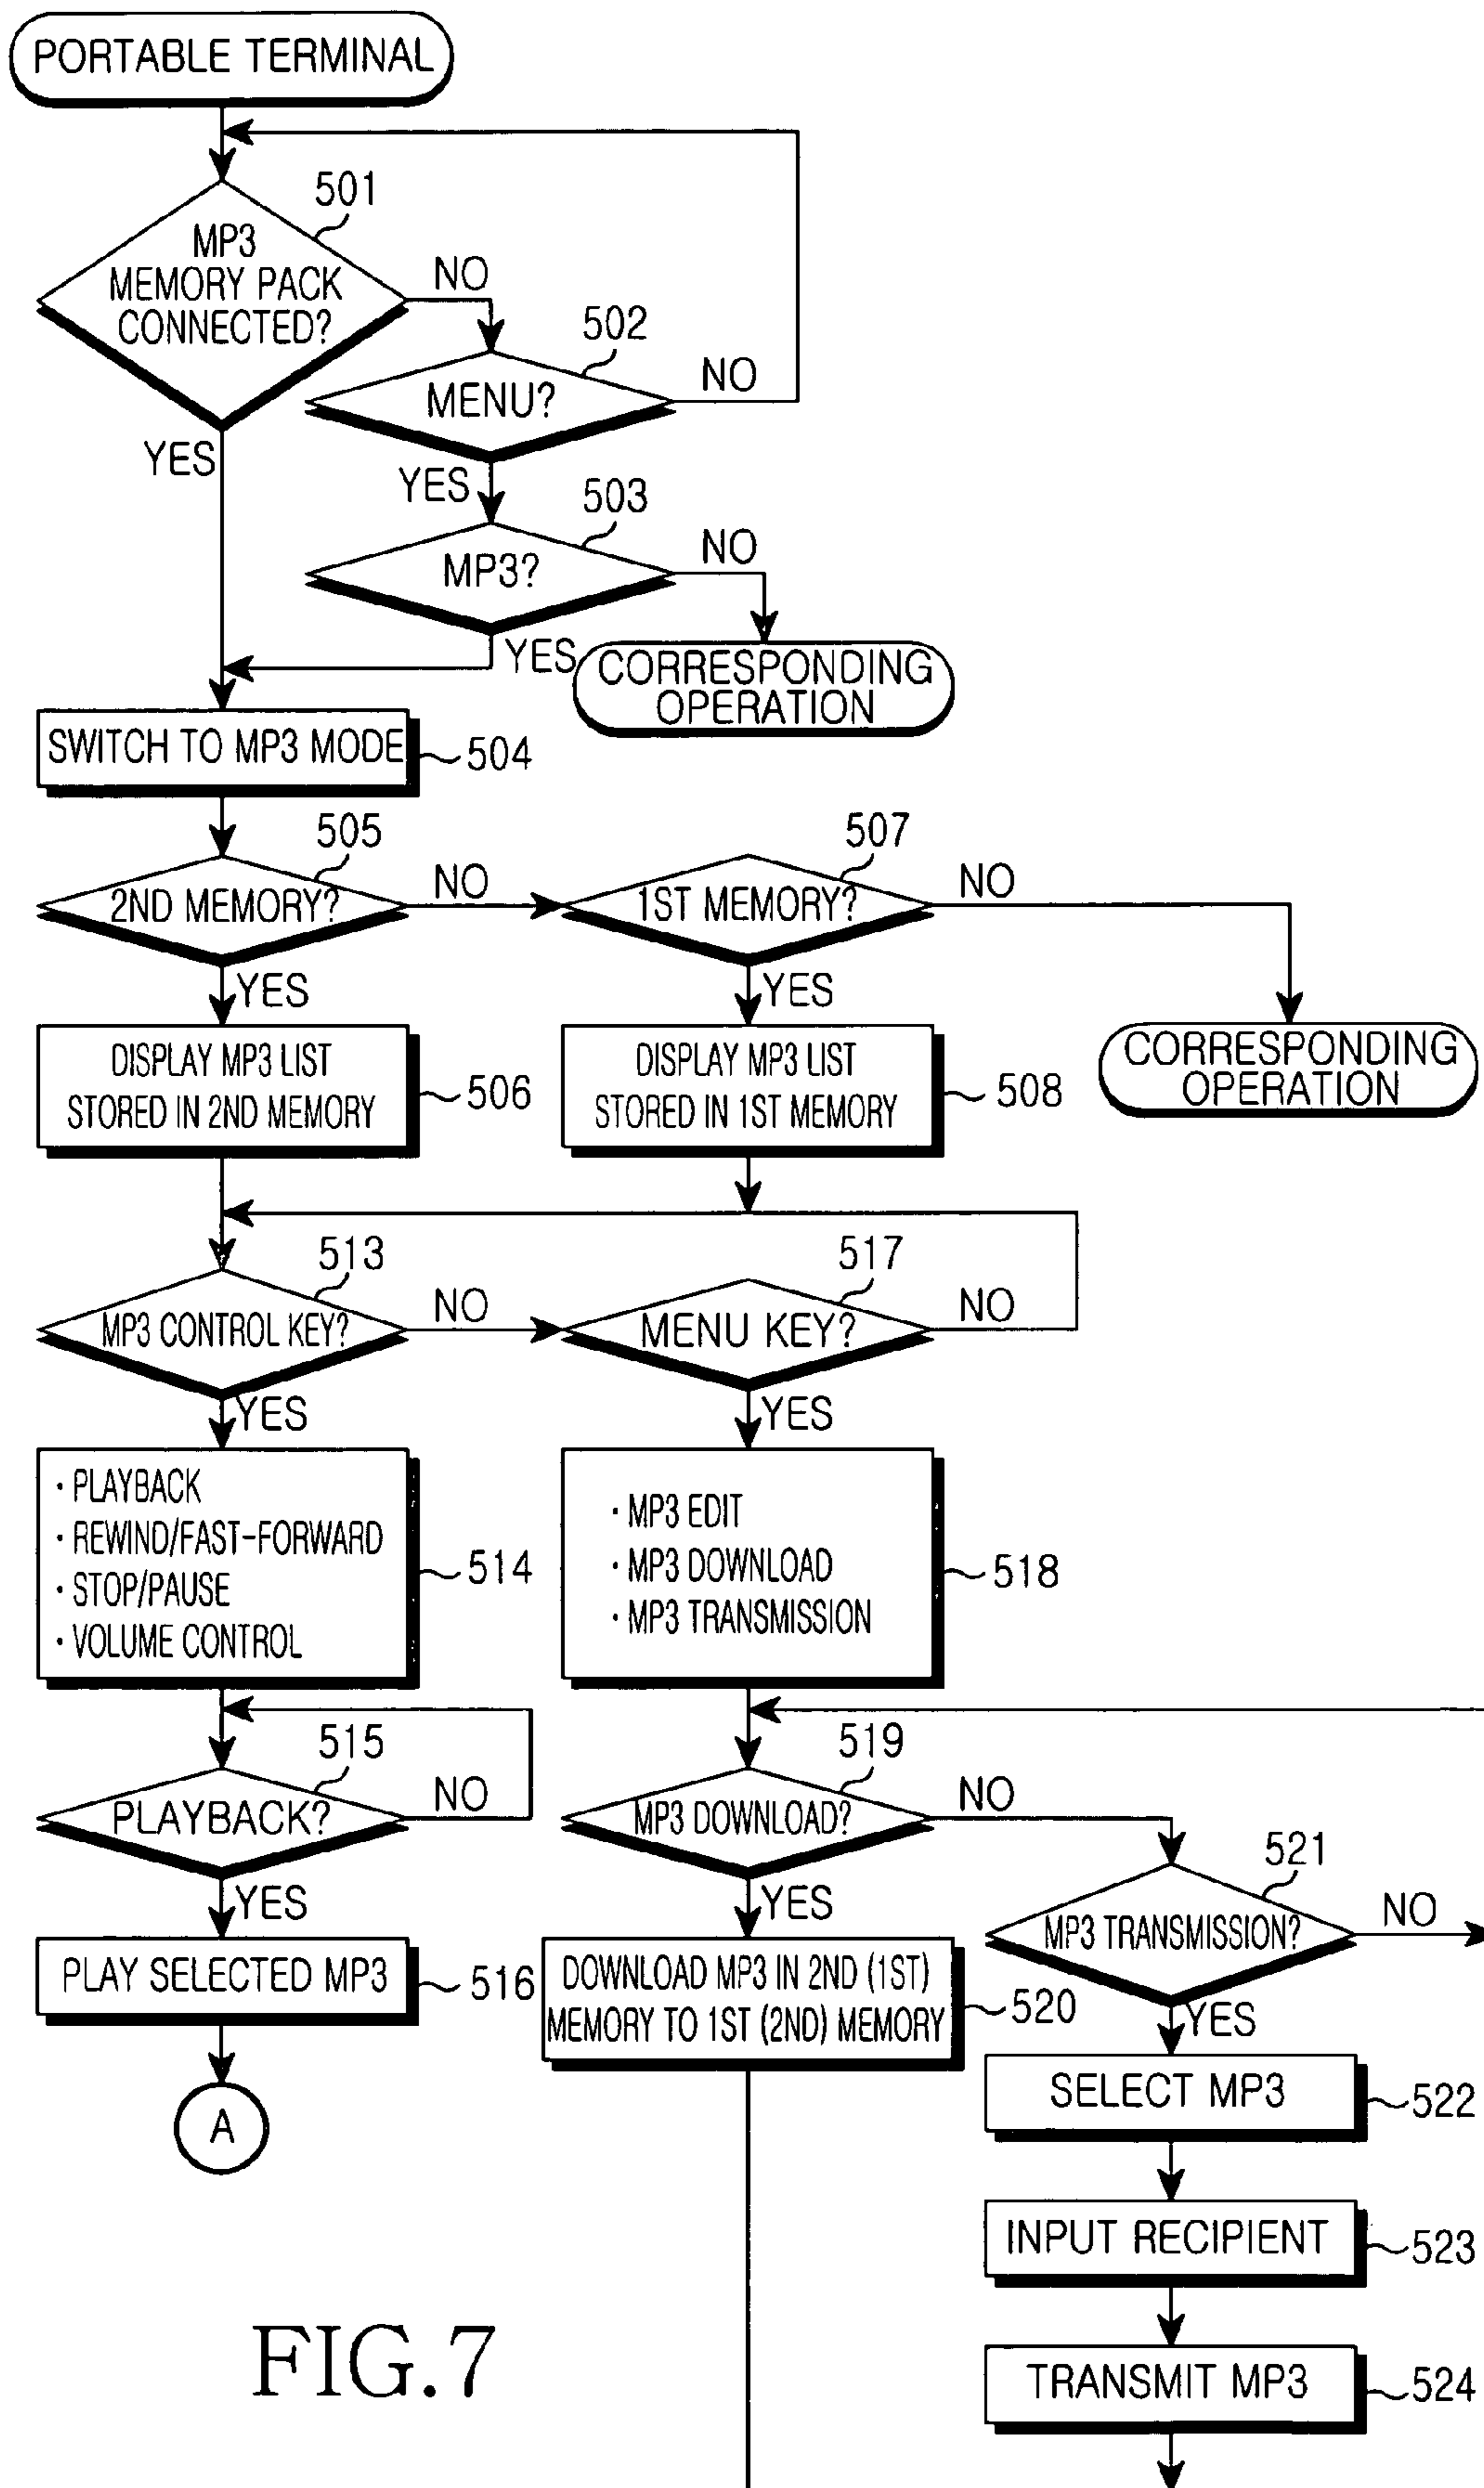 PORTABLE TERMINAL
501
MP3
MEMORY PACK
CONNECTED?
NO
502
MENU?
NO
YES
YES
503
MP3?
NO
YES
CORRESPONDING
OPERATION
SWITCH TO MP3 MODE
504
505
2ND MEMORY?
NO
507
1ST MEMORY?
NO
YES
YES
DISPLAY MP3 LIST
STORED IN 2ND MEMORY
506
DISPLAY MP3 LIST
STORED IN 1ST MEMORY
508
CORRESPONDING
OPERATION
513
MP3 CONTROL KEY?
NO
517
MENU KEY?
NO
YES
YES
· PLAYBACK
· REWIND/FAST-FORWARD
· STOP/PAUSE
· VOLUME CONTROL
514
· MP3 EDIT
· MP3 DOWNLOAD
· MP3 TRANSMISSION
518
515
PLAYBACK?
NO
519
MP3 DOWNLOAD?
NO
YES
YES
521
MP3 TRANSMISSION?
NO
YES
PLAY SELECTED MP3
516
DOWNLOAD MP3 IN 2ND (1ST)
MEMORY TO 1ST (2ND) MEMORY
520
A
SELECT MP3
522
INPUT RECIPIENT
523
TRANSMIT MP3
524
FIG.7